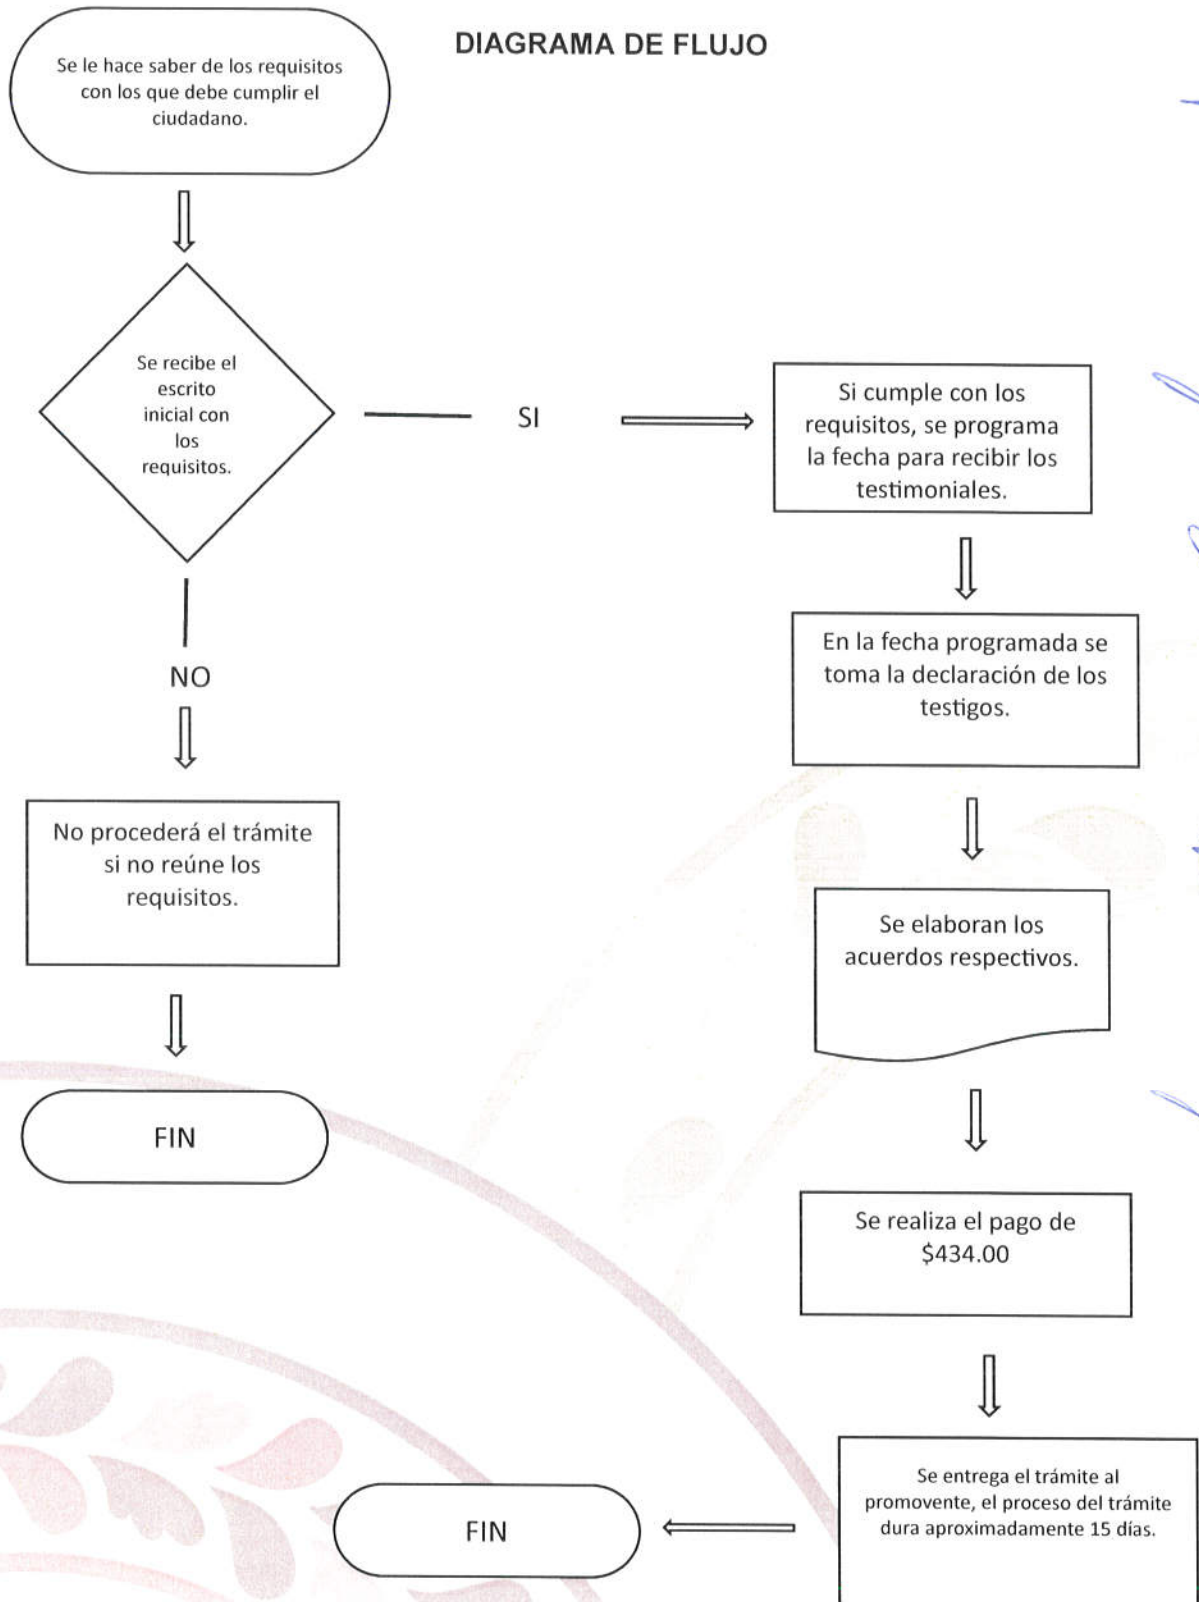 DIAGRAMA DE FLUJO
Se le hace saber de los requisitos
con los que debe cumplir el
ciudadano.
Se recibe el
escrito
inicial con
los
requisitos.
SI
Si cumple con los
requisitos, se programa
la fecha para recibir los
testimoniales.
En la fecha programada se
toma la declaración de los
testigos.
Se elaboran los
acuerdos respectivos.
Se realiza el pago de
$434.00
Se entrega el trámite al
promovente, el proceso del trámite
dura aproximadamente 15 días.
FIN
NO
No procederá el trámite
si no reúne los
requisitos.
FIN